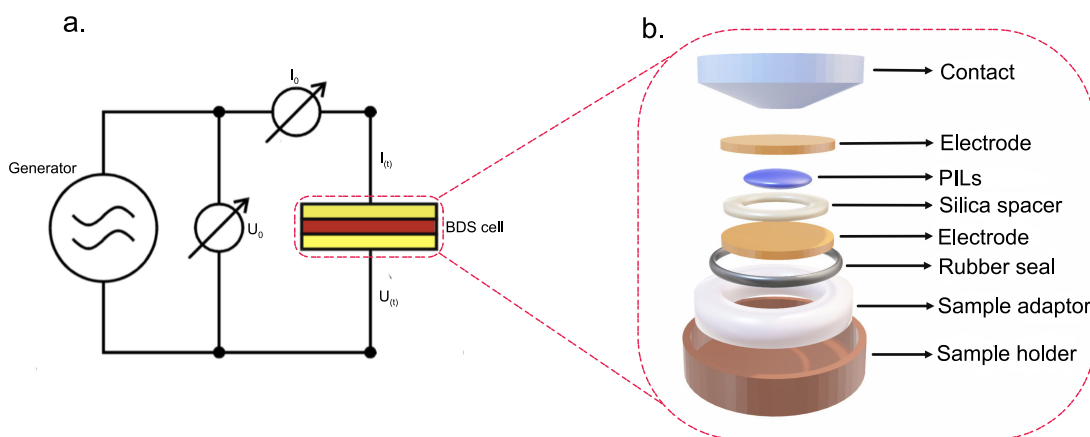 a.
I0
Generator
I(t)
U0
BDS cell
U(t)
b.
Contact
Electrode
PILs
Silica spacer
Electrode
Rubber seal
Sample adaptor
Sample holder